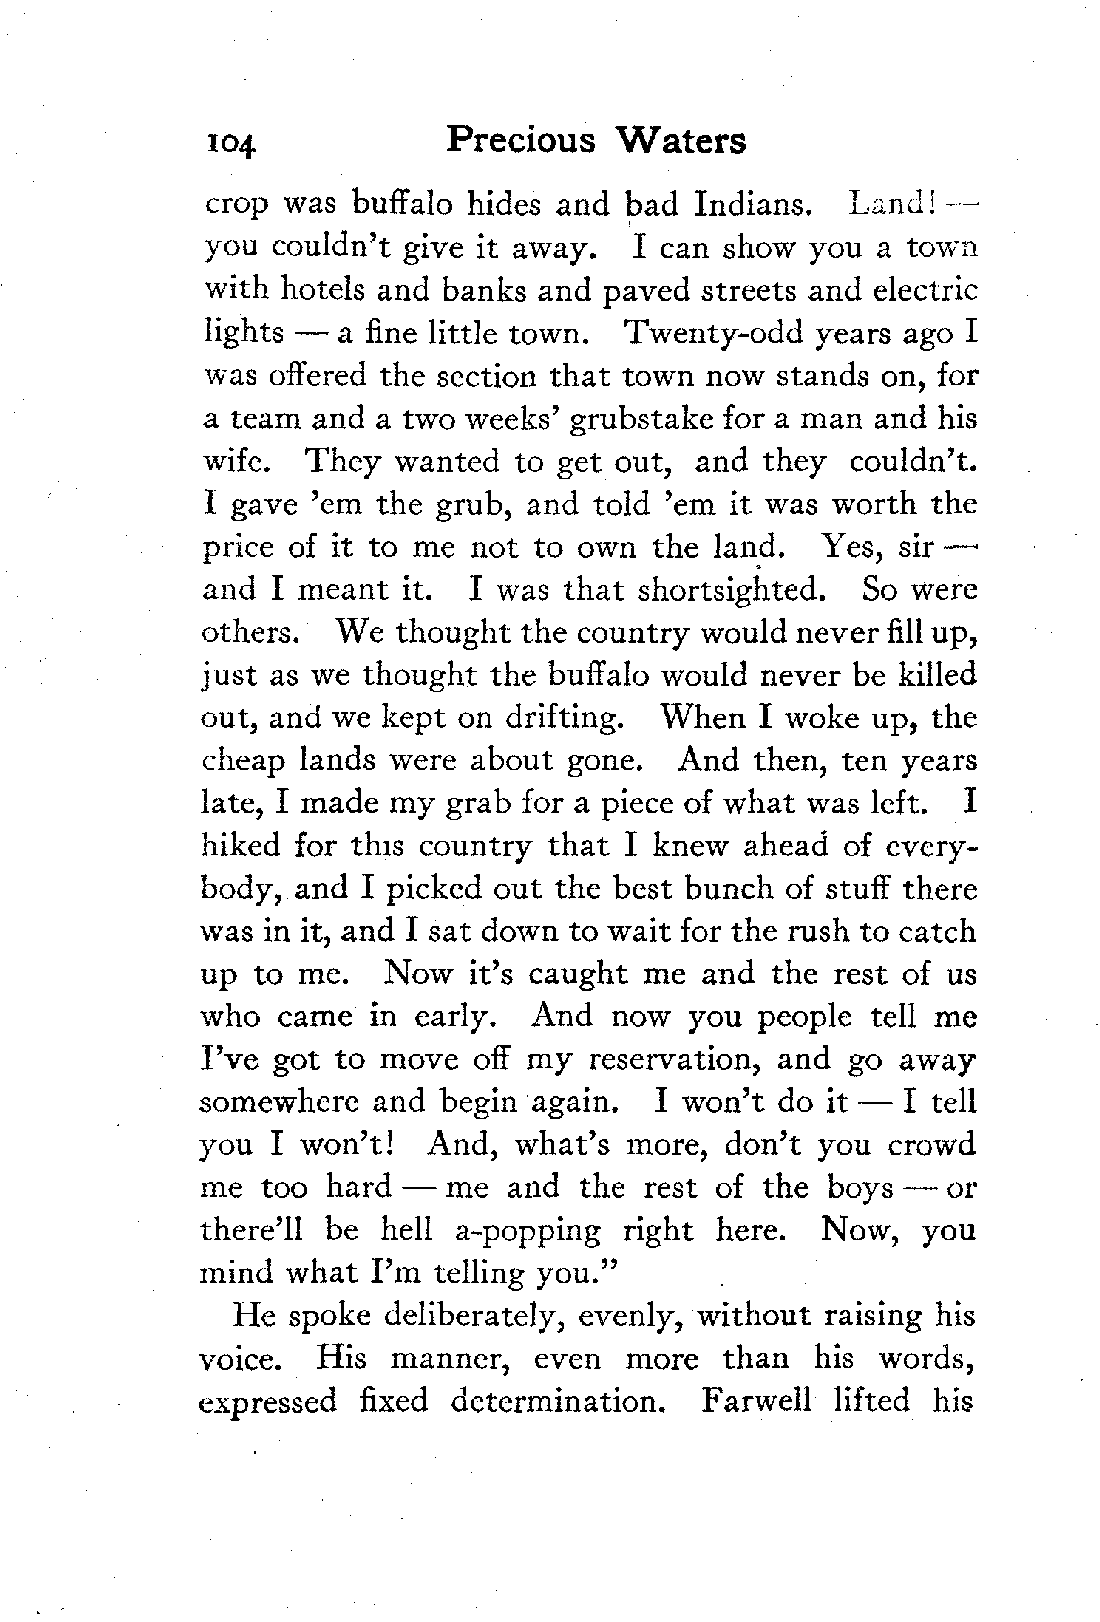 104 Precious Waters
crop was buffalo hides and bad Indians. Land! —
you couldn't give it away. I can show you a town
with hotels and banks and paved streets and electric
lights — a fine little town. Twenty-odd years ago I
was offered the section that town now stands on, for
a team and a two weeks' grubstake for a man and his
wife. They wanted to get out, and they couldn't.
I gave 'em the grub, and told 'em it was worth the
price of it to me not to own the land. Yes, sir —
and I meant it. I was that shortsighted. So were
others. We thought the country would never fill up,
just as we thought the buffalo would never be killed
out, and we kept on drifting. When I woke up, the
cheap lands were about gone. And then, ten years
late, I made my grab for a piece of what was left. I
hiked for this country that I knew ahead of every-
body, and I picked out the best bunch of stuff there
was in it, and I sat down to wait for the rush to catch
up to me. Now it's caught me and the rest of us
who came in early. And now you people tell me
I've got to move off my reservation, and go away
somewhere and begin again. I won't do it — I tell
you I won't! And, what's more, don't you crowd
me too hard — me and the rest of the boys — or
there'll be hell a-popping right here. Now, you
mind what I'm telling you."
He spoke deliberately, evenly, without raising his
voice. His manner, even more than his words,
expressed fixed determination. Farwell lifted his